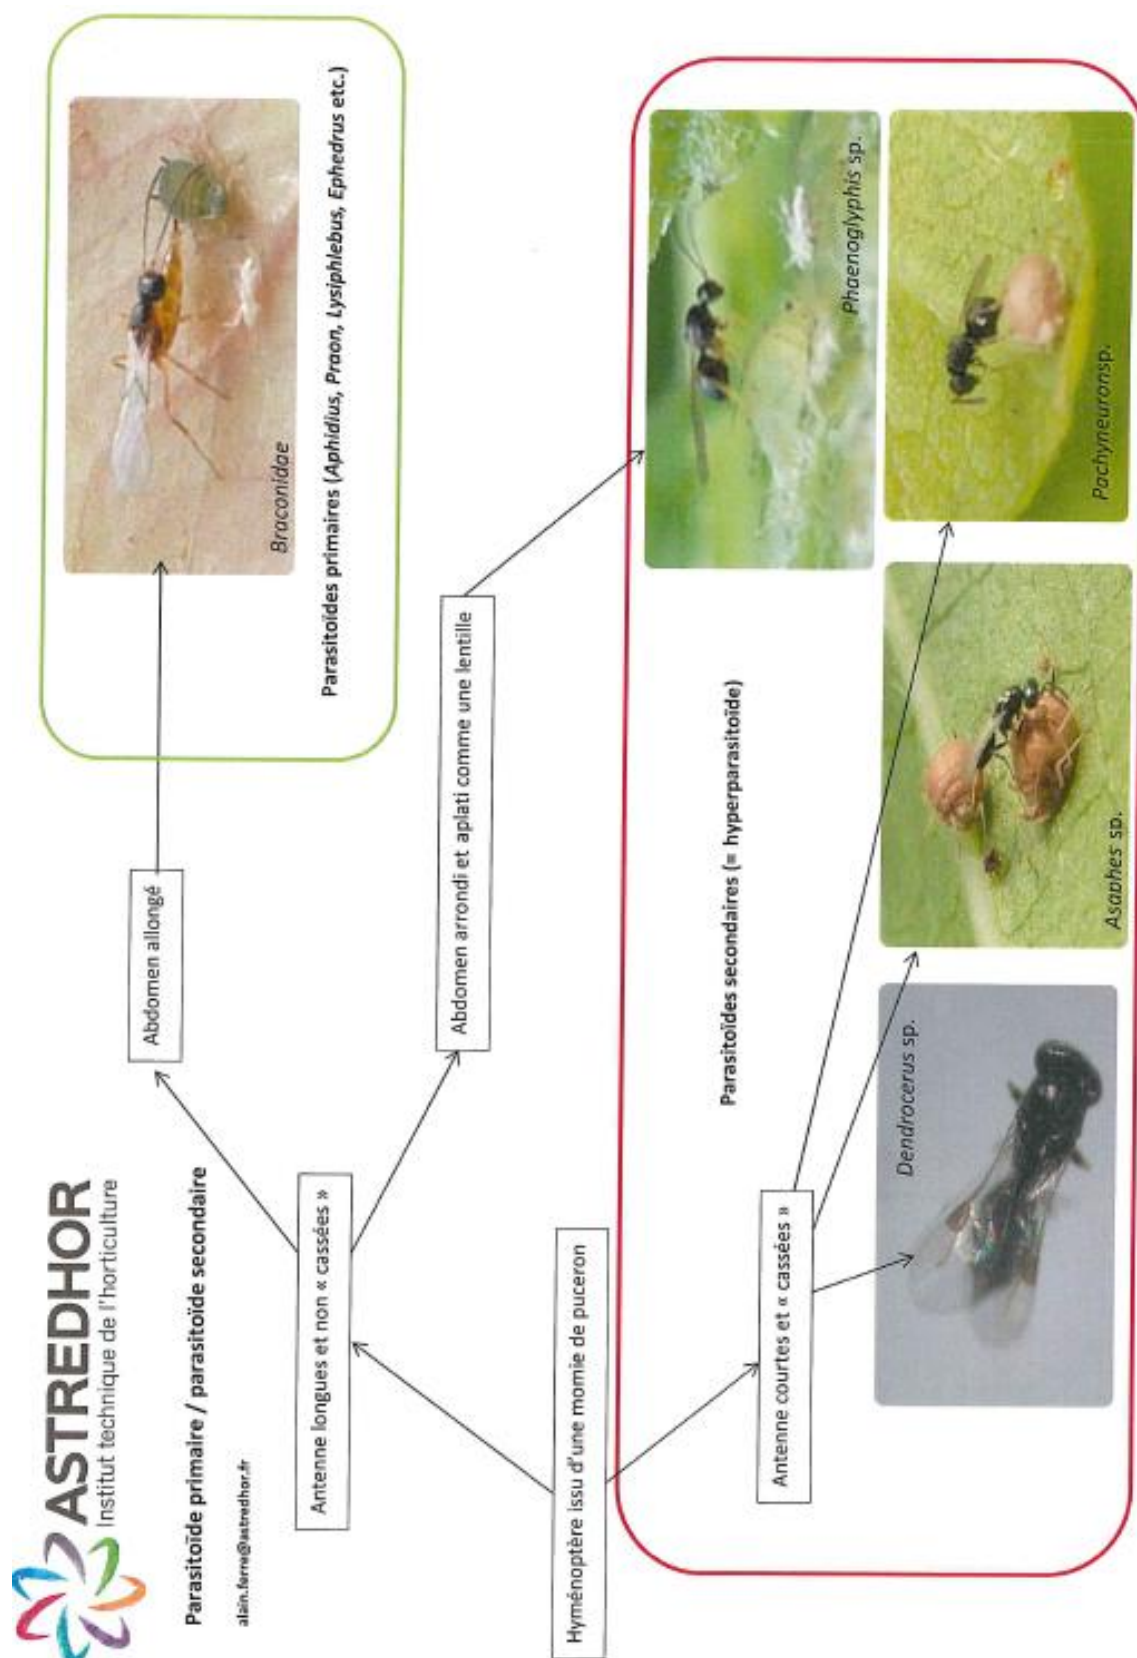 ASTREDHOR
Institut technique de l'horticulture
Parasitoïde primaire / parasitoïde secondaire
alain.ferre@astredhor.fr
Hyménoptère issu d'une momie de puceron
Antenne longues et non « cassées »
Abdomen allongé
Braconidae
Parasitoïdes primaires (Aphidius, Praon, Lysiphlebus, Ephedrus etc.)
Abdomen arrondi et aplati comme une lentille
Phaenoglyphis sp.
Parasitoïdes secondaires (= hyperparasitoïde)
Antenne courtes et « cassées »
Dendrocerus sp.
Asaphes sp.
Pachyneuronsp.